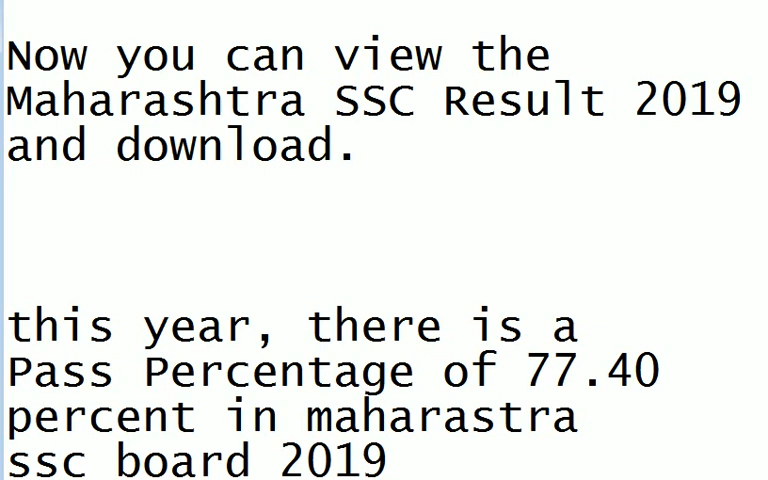 Now you can view the
Maharashtra SSC Result 2019
and download.
this year, there is a
Pass Percentage of 77.40
percent in maharastra
ssc board 2019